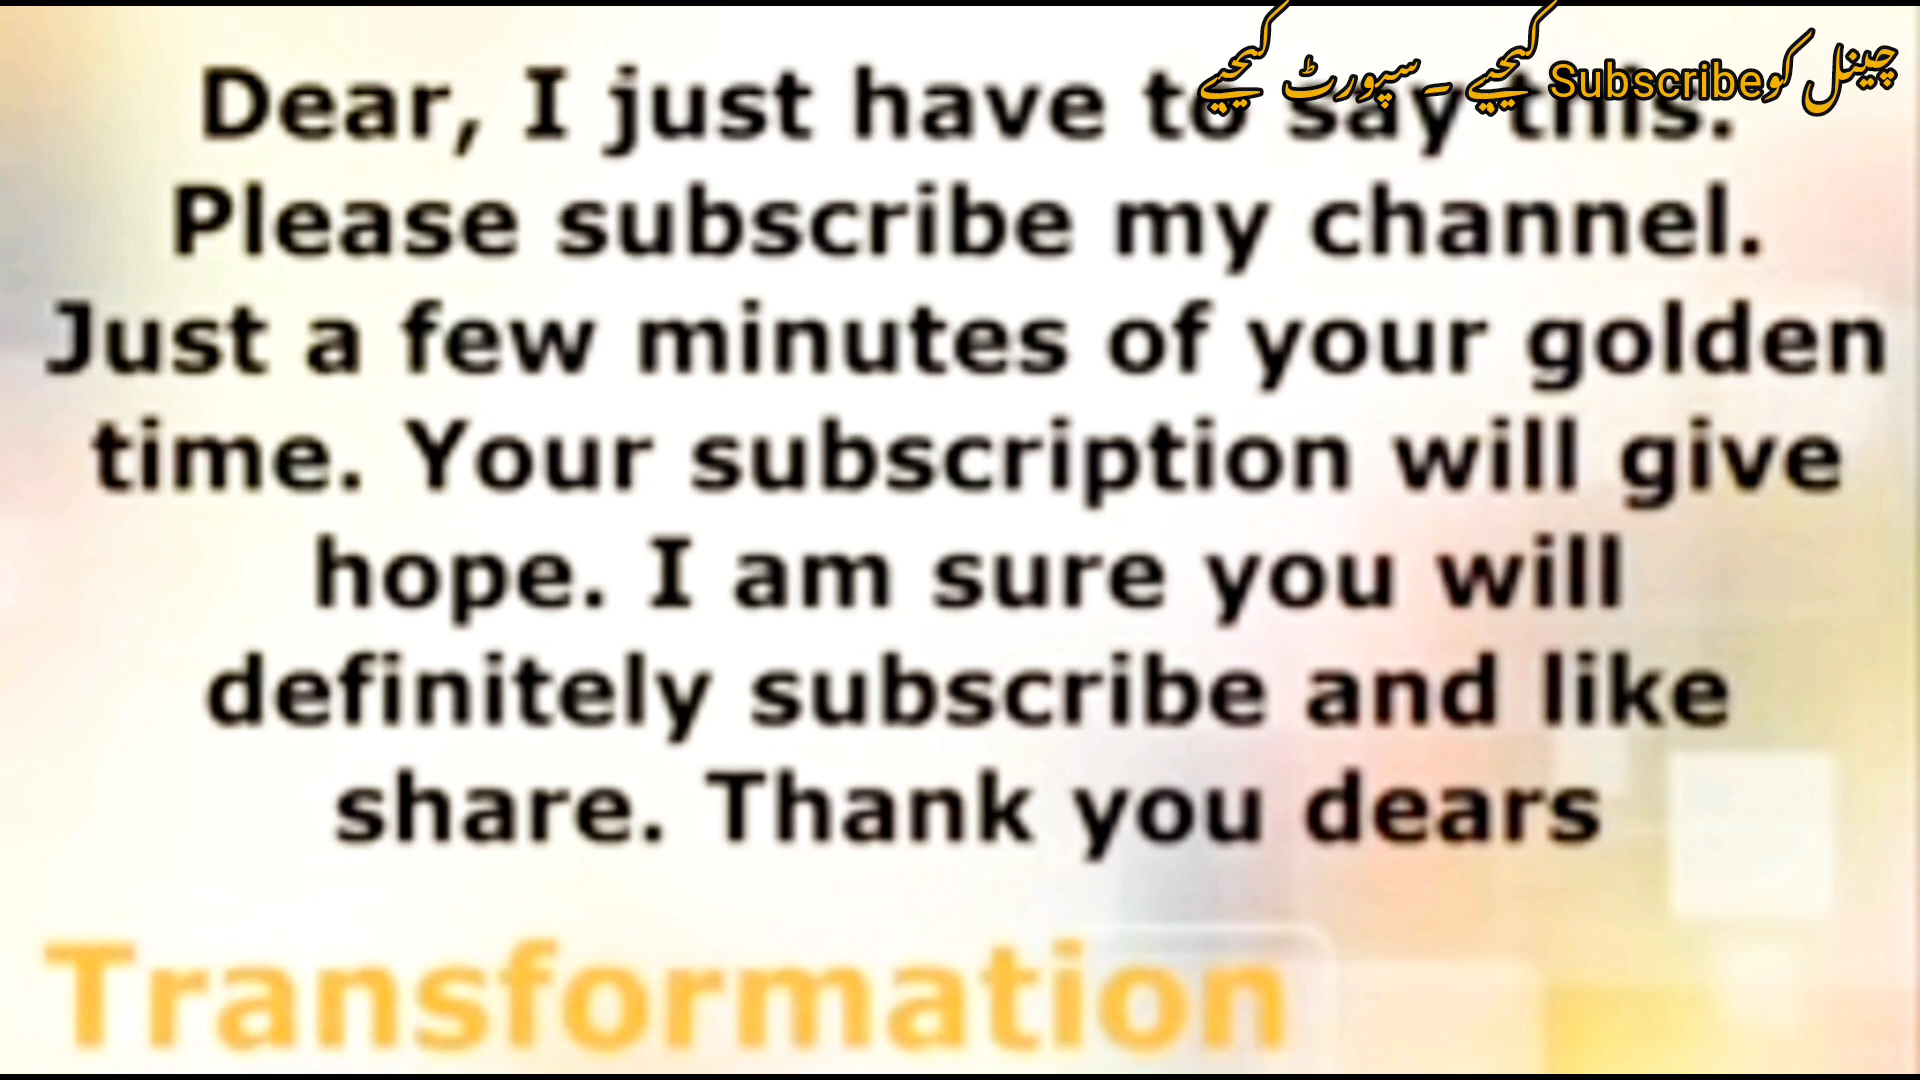 چینل کو Subscribe کیجیے ۔ سپورٹ کیجیے
Dear, I just have to say this.
Please subscribe my channel.
Just a few minutes of your golden
time. Your subscription will give
hope. I am sure you will
definitely subscribe and like
share. Thank you dears
Transformation